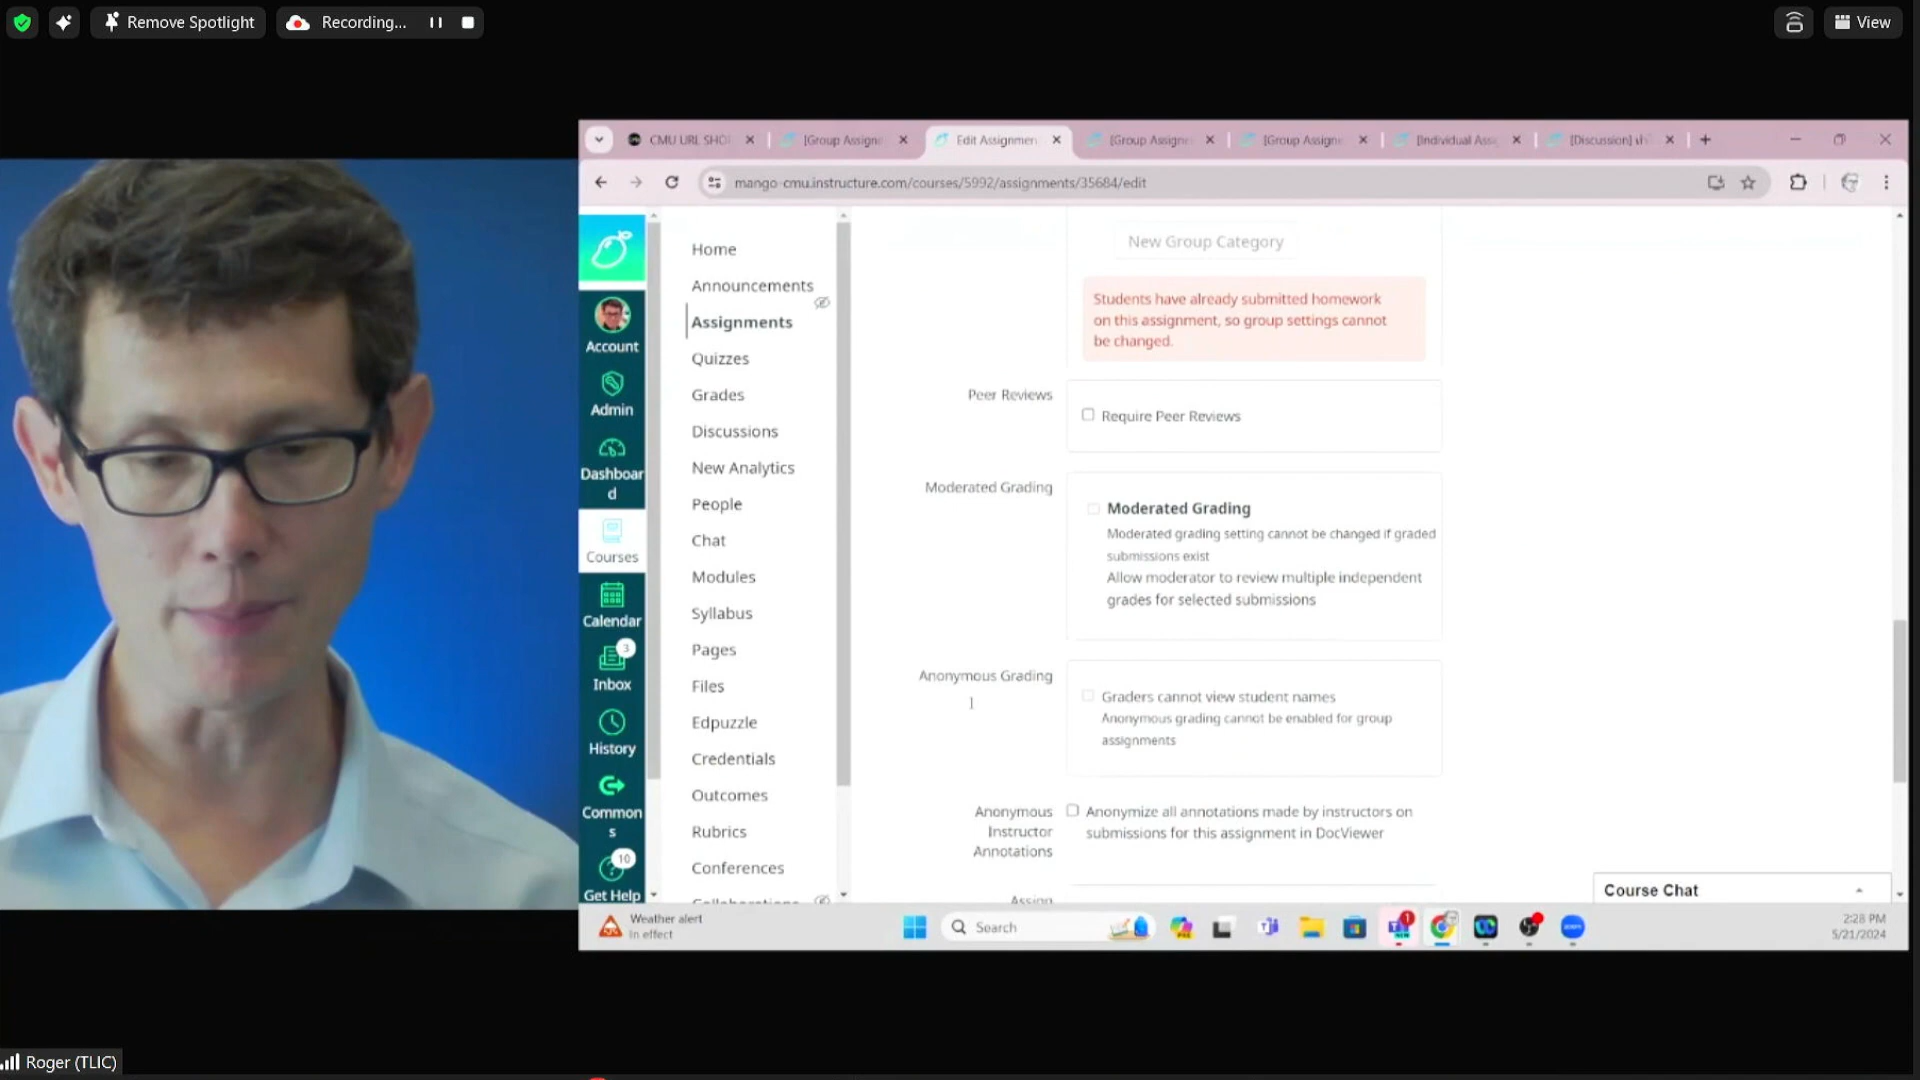 Remove Spotlight
Recording...
View
CMU URL SHO
[Group Assign
Edit Assignmen
[Group Assign
[Group Assign
[Individual Ass
[Discussion]
mango-cmu.instructure.com/courses/5992/assignments/35684/edit
Account
Admin
Dashboar
d
Courses
Calendar
3
Inbox
History
Common
s
10
Get Help
Home
Announcements
Assignments
Quizzes
Grades
Discussions
New Analytics
People
Chat
Modules
Syllabus
Pages
Files
Edpuzzle
Credentials
Outcomes
Rubrics
Conferences
Collaborations
New Group Category
Students have already submitted homework
on this assignment, so group settings cannot
be changed.
Peer Reviews
Require Peer Reviews
Moderated Grading
Moderated Grading
Moderated grading setting cannot be changed if graded
submissions exist
Allow moderator to review multiple independent
grades for selected submissions
Anonymous Grading
Graders cannot view student names
Anonymous grading cannot be enabled for group
assignments
Anonymous
Instructor
Annotations
Anonymize all annotations made by instructors on
submissions for this assignment in DocViewer
Assign
Course Chat
Weather alert
In effect
Search
1
2:28 PM
5/21/2024
Roger (TLIC)